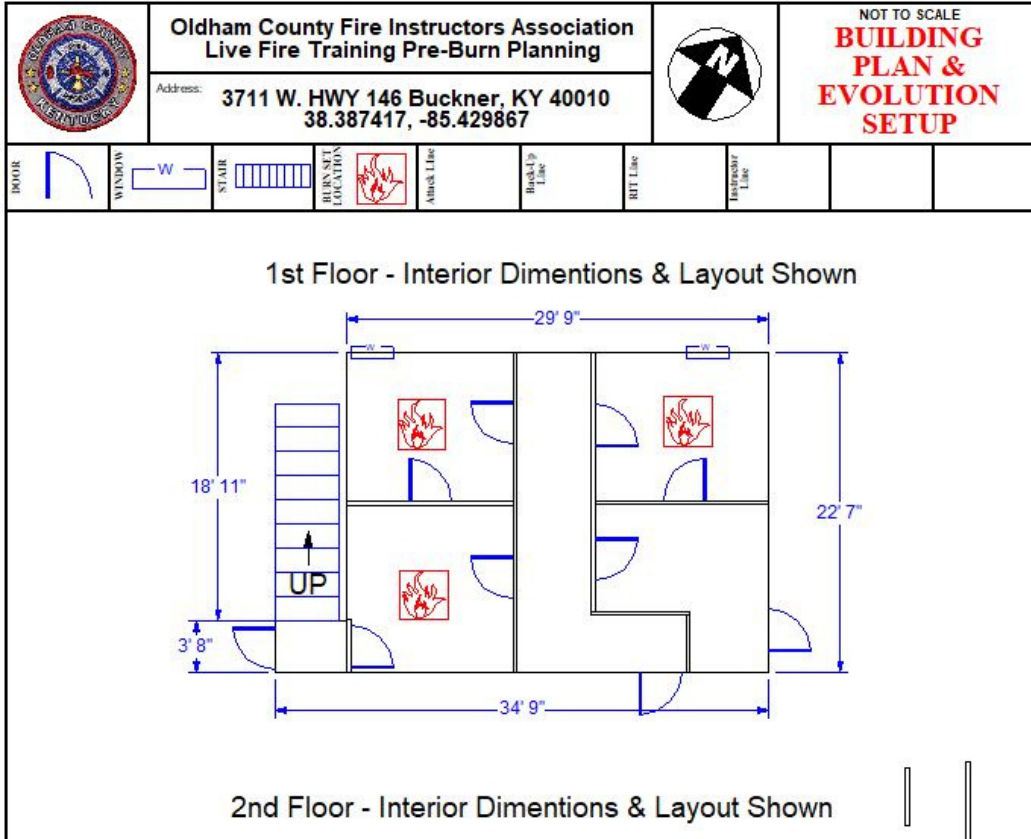 OLDHAM COUNTY
KENTUCKY
Oldham County Fire Instructors Association
Live Fire Training Pre-Burn Planning
Address:
3711 W. HWY 146 Buckner, KY 40010
38.387417, -85.429867
N
NOT TO SCALE
BUILDING
PLAN &
EVOLUTION
SETUP
DOOR
WINDOW
W
STAIR
BURN SET
LOCATION
Attack Line
Back-Up
Line
RIT Line
Instructor
Line
1st Floor - Interior Dimentions & Layout Shown
29' 9"
W
W
18' 11"
22' 7"
UP
3' 8"
34' 9"
2nd Floor - Interior Dimentions & Layout Shown